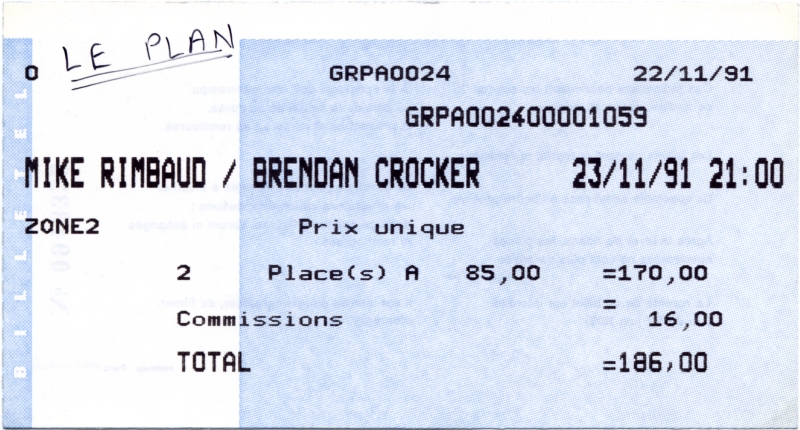 LE PLAN
0 GRPA0024 22/11/91
GRPA002400001059
MIKE RIMBAUD / BRENDAN CROCKER 23/11/91 21:00
ZONE2 Prix unique
2 Place(s) A 85,00 =170,00
=
Commissions 16,00
TOTAL =186,00
BILLETEL